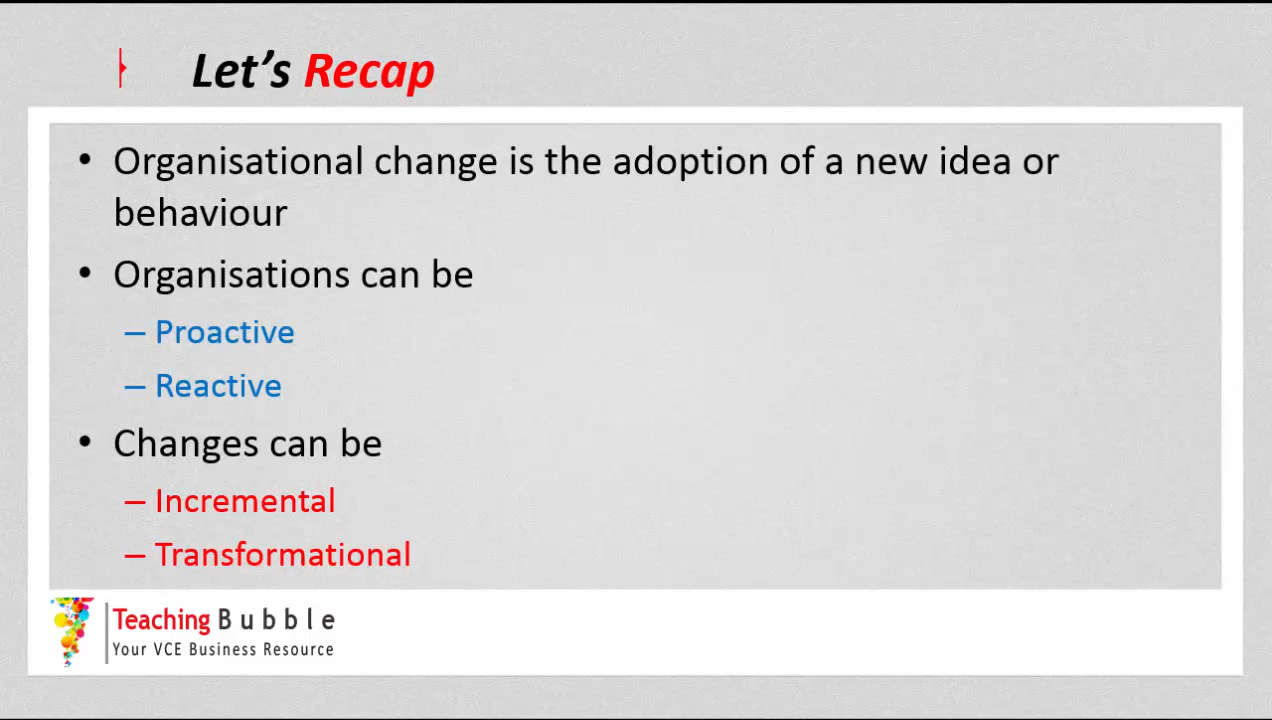 Let's Recap
• Organisational change is the adoption of a new idea or
behaviour
• Organisations can be
– Proactive
– Reactive
• Changes can be
– Incremental
– Transformational
Teaching Bubble
Your VCE Business Resource